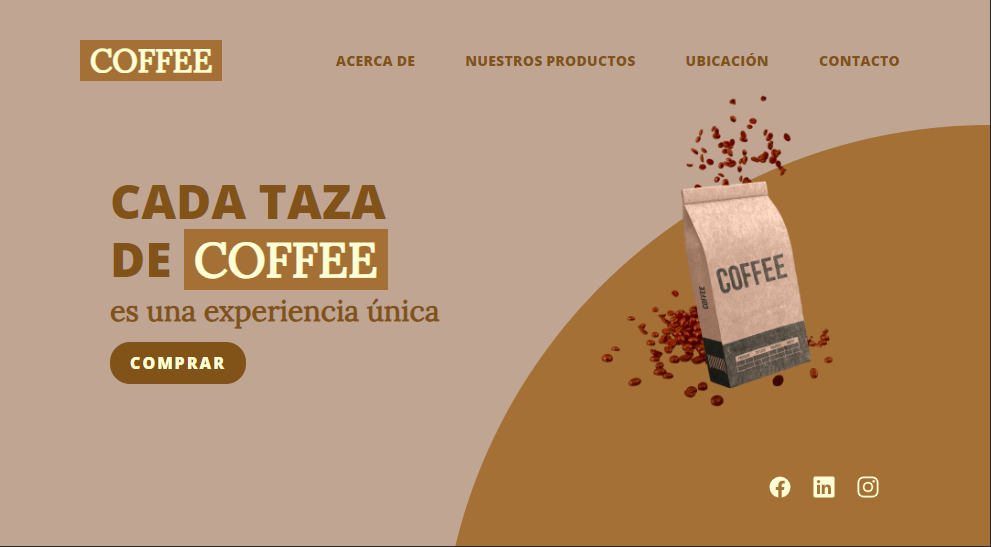 COFFEE
ACERCA DE
NUESTROS PRODUCTOS
UBICACIÓN
CONTACTO
CADA TAZA
DE COFFEE
es una experiencia única
COMPRAR
COFFEE
COFFEE